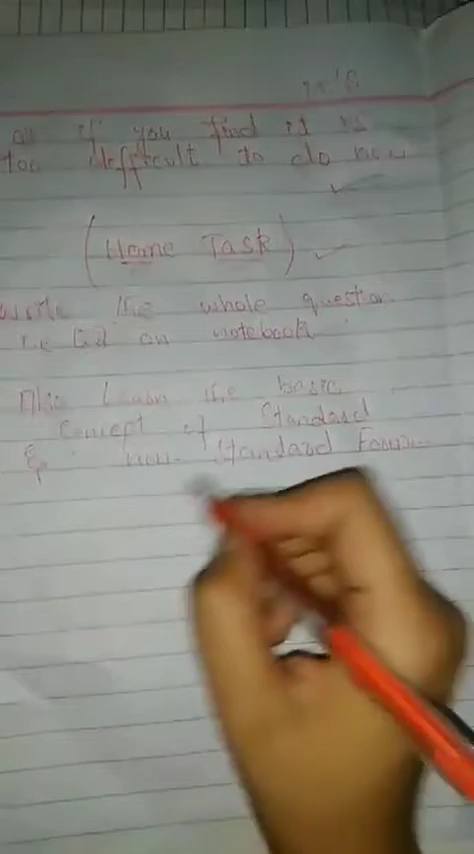 if you find it is
too defficult to do now
(Home Task)
write the whole question
on notebook
Also Learn the basic
concept of Standard
& non-Standard Form